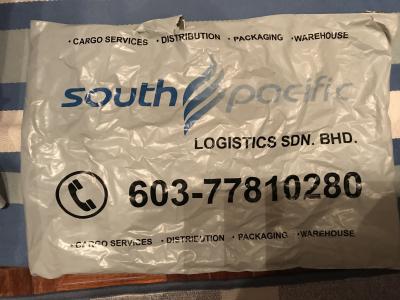 · CARGO SERVICES · DISTRIBUTION · PACKAGING · WAREHOUSE
south pacific
LOGISTICS SDN. BHD.
603-77810280
· CARGO SERVICES · DISTRIBUTION · PACKAGING · WAREHOUSE